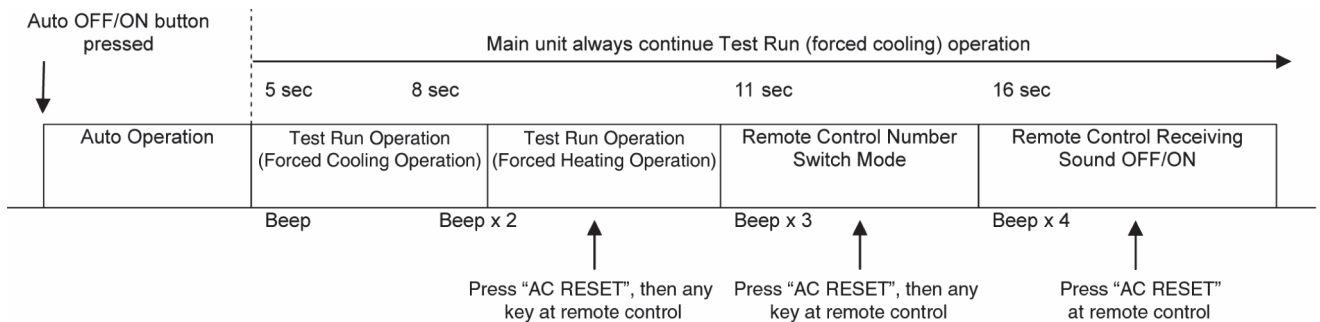 Auto OFF/ON button
pressed
Main unit always continue Test Run (forced cooling) operation
5 sec
8 sec
11 sec
16 sec
Auto Operation
Test Run Operation
(Forced Cooling Operation)
Test Run Operation
(Forced Heating Operation)
Remote Control Number
Switch Mode
Remote Control Receiving
Sound OFF/ON
Beep
Beep x 2
Beep x 3
Beep x 4
Press “AC RESET”, then any
key at remote control
Press “AC RESET”, then any
key at remote control
Press “AC RESET”
at remote control